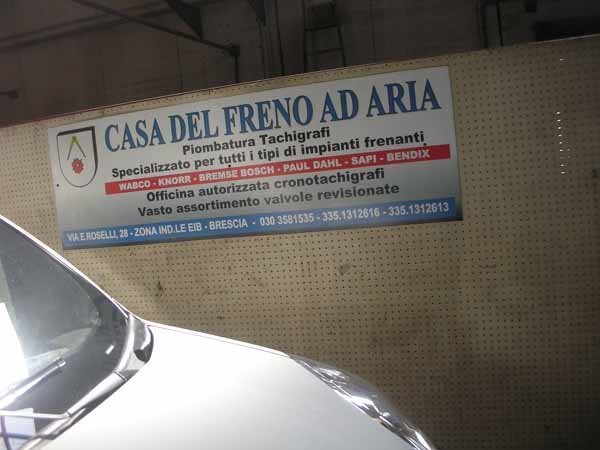 CASA DEL FRENO AD ARIA
Piombatura Tachigrafi
Specializzato per tutti i tipi di impianti frenanti
WABCO - KNORR - BREMSE BOSCH - PAUL DAHL - SAPI - BENDIX
Officina autorizzata cronotachigrafi
Vasto assortimento valvole revisionate
VIA E.ROSELLI, 28 - ZONA IND.LE EIB - BRESCIA - 030 3581535 - 335.1312616 - 335.1312613